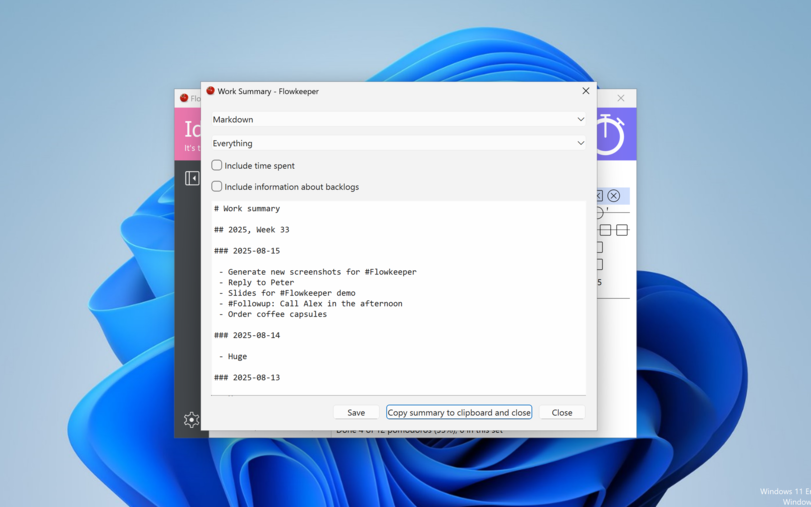 Work Summary - Flowkeeper
Markdown
Everything
Include time spent
Include information about backlogs
# Work summary
## 2025, Week 33
### 2025-08-15
- Generate new screenshots for #Flowkeeper
- Reply to Peter
- Slides for #Flowkeeper demo
- #Followup: Call Alex in the afternoon
- Order coffee capsules
### 2025-08-14
- Huge
### 2025-08-13
Save
Copy summary to clipboard and close
Close
Flo
Id
It's t
5
Windows 11 E
Window